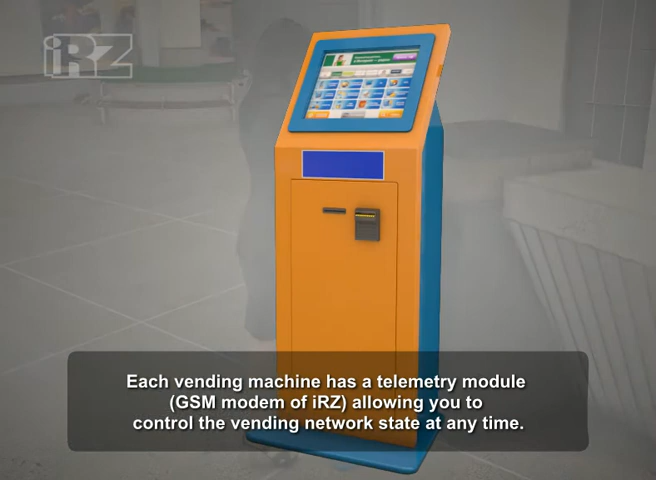 iRZ
Each vending machine has a telemetry module
(GSM modem of iRZ) allowing you to
control the vending network state at any time.